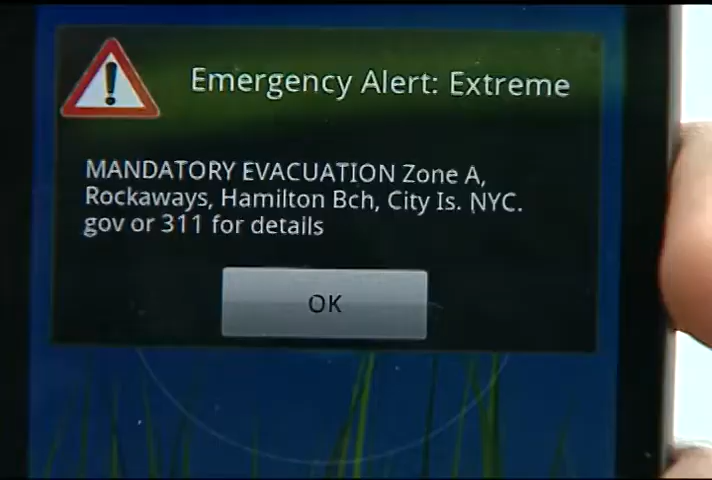 Emergency Alert: Extreme
MANDATORY EVACUATION Zone A,
Rockaways, Hamilton Bch, City Is. NYC.
gov or 311 for details
OK